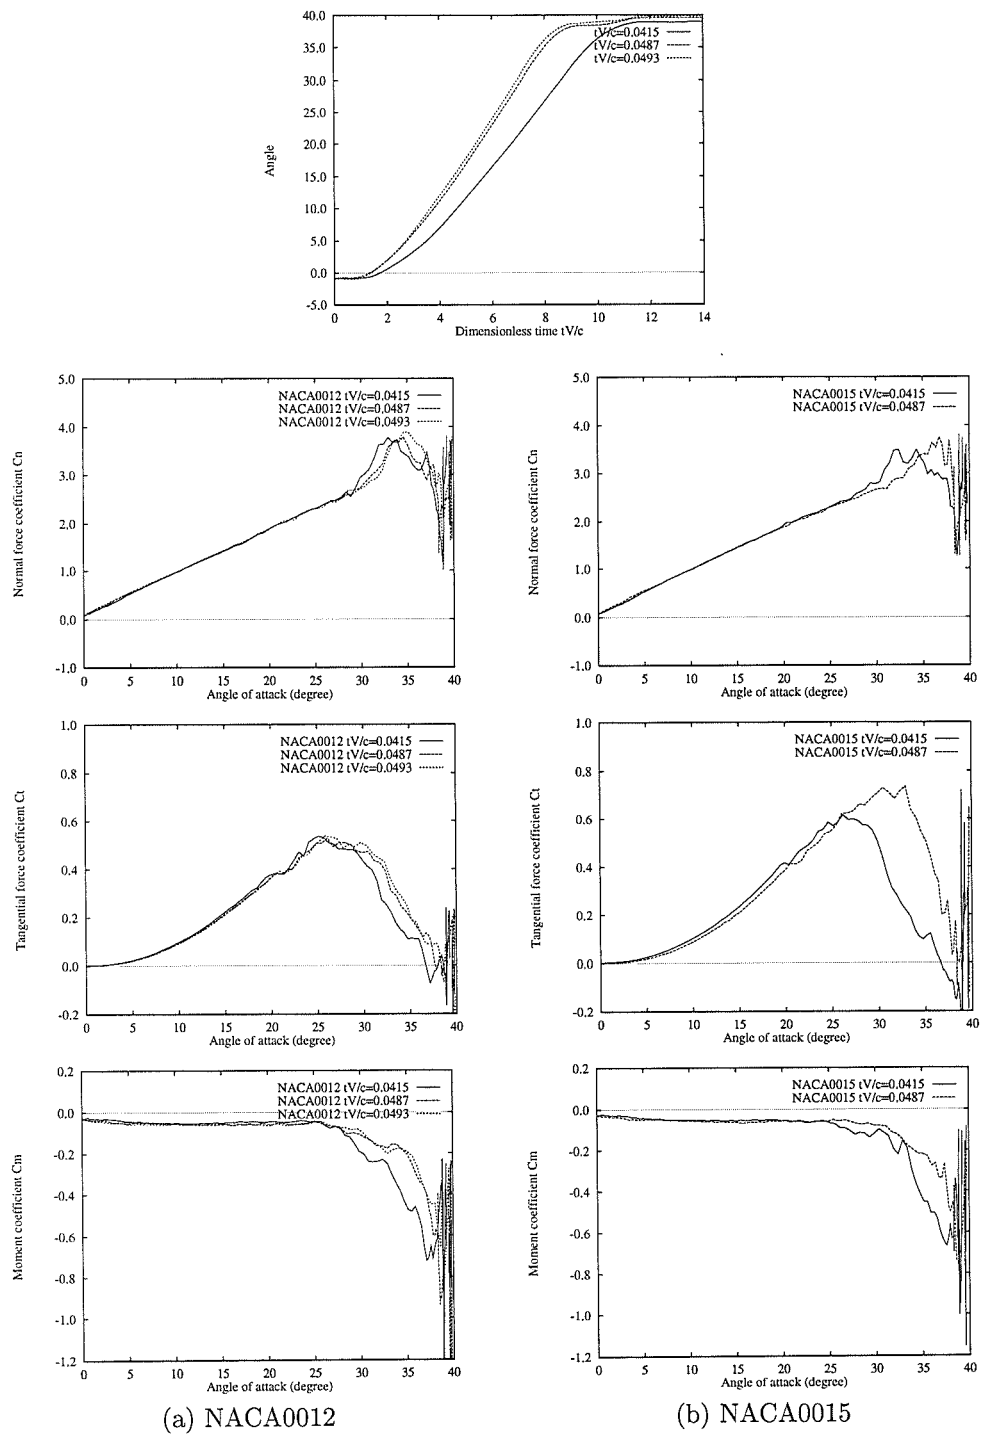 40.0
35.0
30.0
25.0
20.0
15.0
10.0
5.0
0.0
-5.0
Angle
tV/c=0.0415
tV/c=0.0487
tV/c=0.0493
0 2 4 6 8 10 12 14
Dimensionless time tV/c
5.0
4.0
3.0
2.0
1.0
0.0
-1.0
Normal force coefficient Cn
NACA0012 tV/c=0.0415
NACA0012 tV/c=0.0487
NACA0012 tV/c=0.0493
0 5 10 15 20 25 30 35 40
Angle of attack (degree)
5.0
4.0
3.0
2.0
1.0
0.0
-1.0
Normal force coefficient Cn
NACA0015 tV/c=0.0415
NACA0015 tV/c=0.0487
0 5 10 15 20 25 30 35 40
Angle of attack (degree)
1.0
0.8
0.6
0.4
0.2
0.0
-0.2
Tangential force coefficient Ct
NACA0012 tV/c=0.0415
NACA0012 tV/c=0.0487
NACA0012 tV/c=0.0493
0 5 10 15 20 25 30 35 40
Angle of attack (degree)
1.0
0.8
0.6
0.4
0.2
0.0
-0.2
Tangential force coefficient Ct
NACA0015 tV/c=0.0415
NACA0015 tV/c=0.0487
0 5 10 15 20 25 30 35 40
Angle of attack (degree)
0.2
0.0
-0.2
-0.4
-0.6
-0.8
-1.0
-1.2
Moment coefficient Cm
NACA0012 tV/c=0.0415
NACA0012 tV/c=0.0487
NACA0012 tV/c=0.0493
0 5 10 15 20 25 30 35 40
Angle of attack (degree)
0.2
0.0
-0.2
-0.4
-0.6
-0.8
-1.0
-1.2
Moment coefficient Cm
NACA0015 tV/c=0.0415
NACA0015 tV/c=0.0487
0 5 10 15 20 25 30 35 40
Angle of attack (degree)
(a) NACA0012
(b) NACA0015